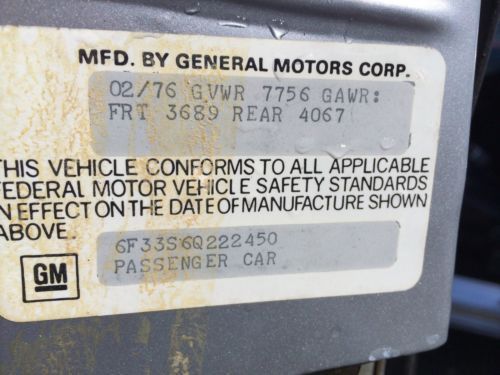 MFD. BY GENERAL MOTORS CORP.
02/76 GVWR 7756 GAWR:
FRT 3689 REAR 4067
THIS VEHICLE CONFORMS TO ALL APPLICABLE
FEDERAL MOTOR VEHICLE SAFETY STANDARDS
IN EFFECT ON THE DATE OF MANUFACTURE SHOWN
ABOVE.
6F33S6Q222450
PASSENGER CAR
GM